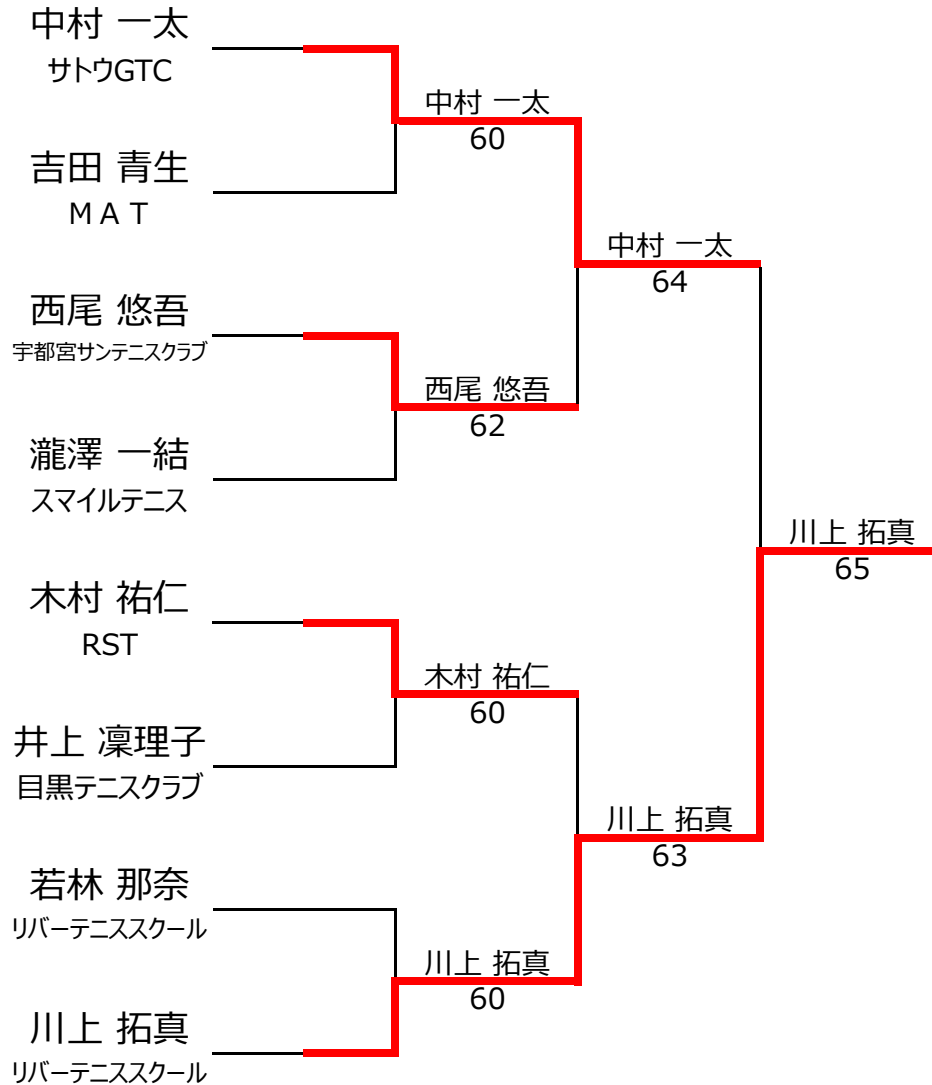 中村 一太
サトウGTC
吉田 青生
ＭＡＴ
西尾 悠吾
宇都宮サンテニスクラブ
瀧澤 一結
スマイルテニス
木村 祐仁
RST
井上 凜理子
目黒テニスクラブ
若林 那奈
リバーテニススクール
川上 拓真
リバーテニススクール
中村 一太
60
西尾 悠吾
62
木村 祐仁
60
川上 拓真
60
中村 一太
64
川上 拓真
63
川上 拓真
65